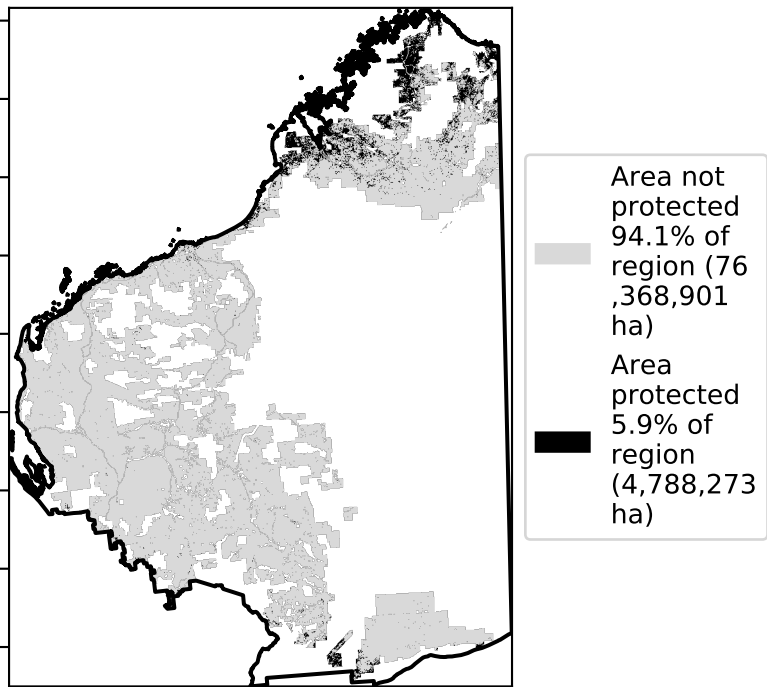 Area not
protected
94.1% of
region (76
,368,901
ha)
Area
protected
5.9% of
region
(4,788,273
ha)